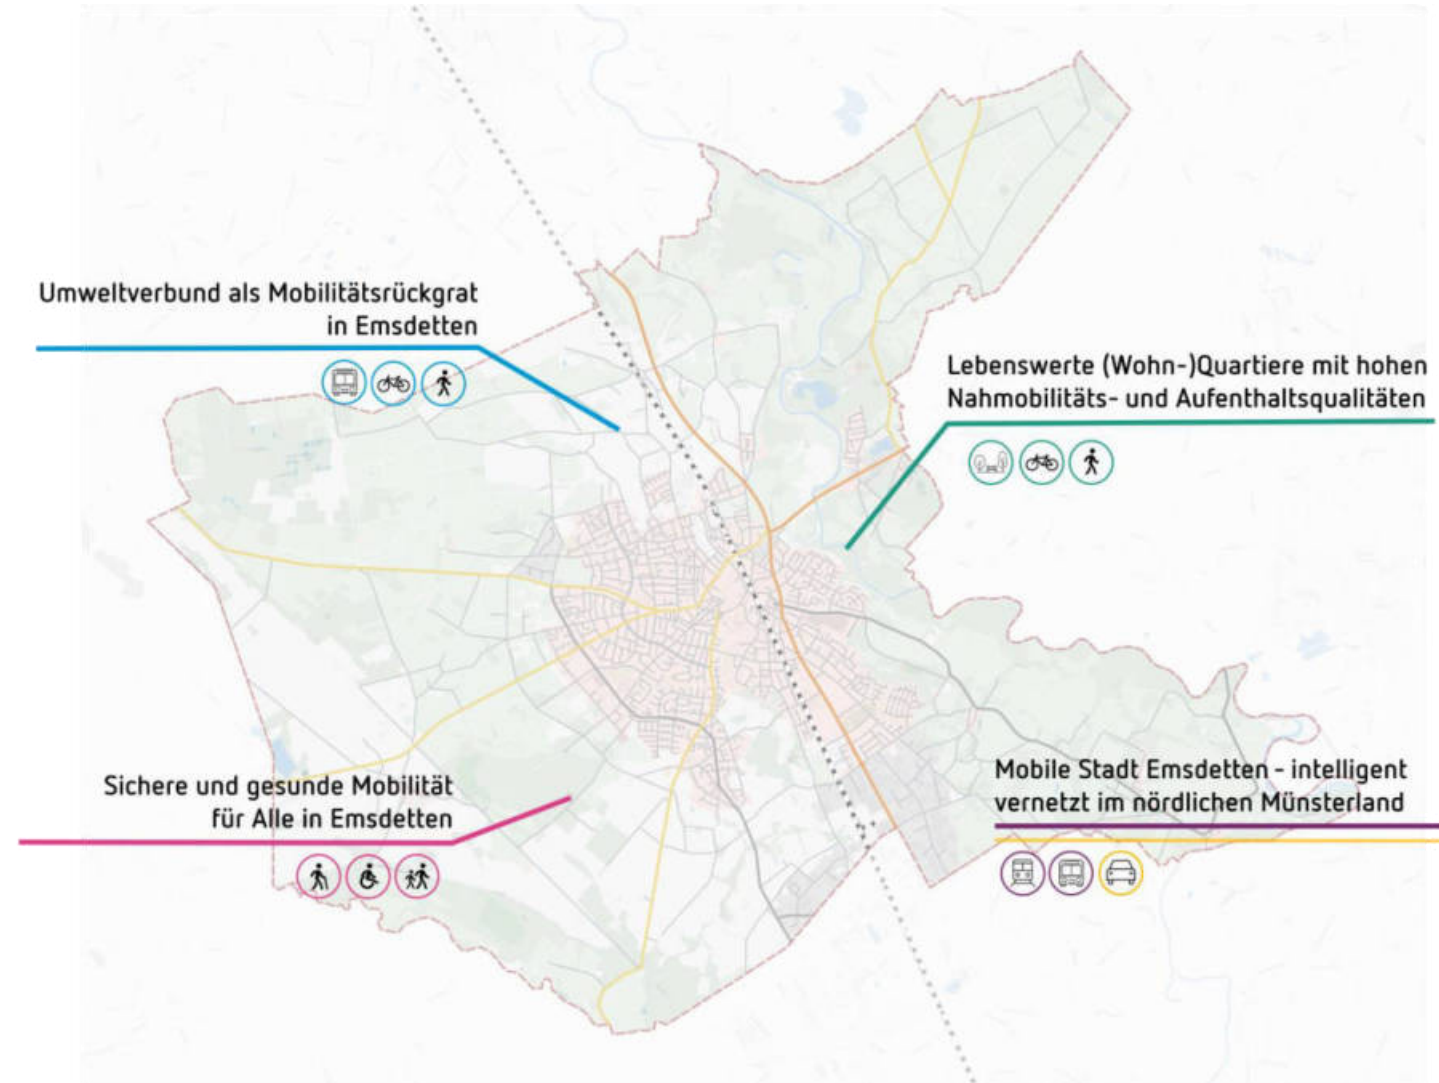 Umweltverbund als Mobilitätsrückgrat
in Emsdetten
Lebenswerte (Wohn-)Quartiere mit hohen
Nahmobilitäts- und Aufenthaltsqualitäten
Sichere und gesunde Mobilität
für Alle in Emsdetten
Mobile Stadt Emsdetten - intelligent
vernetzt im nördlichen Münsterland